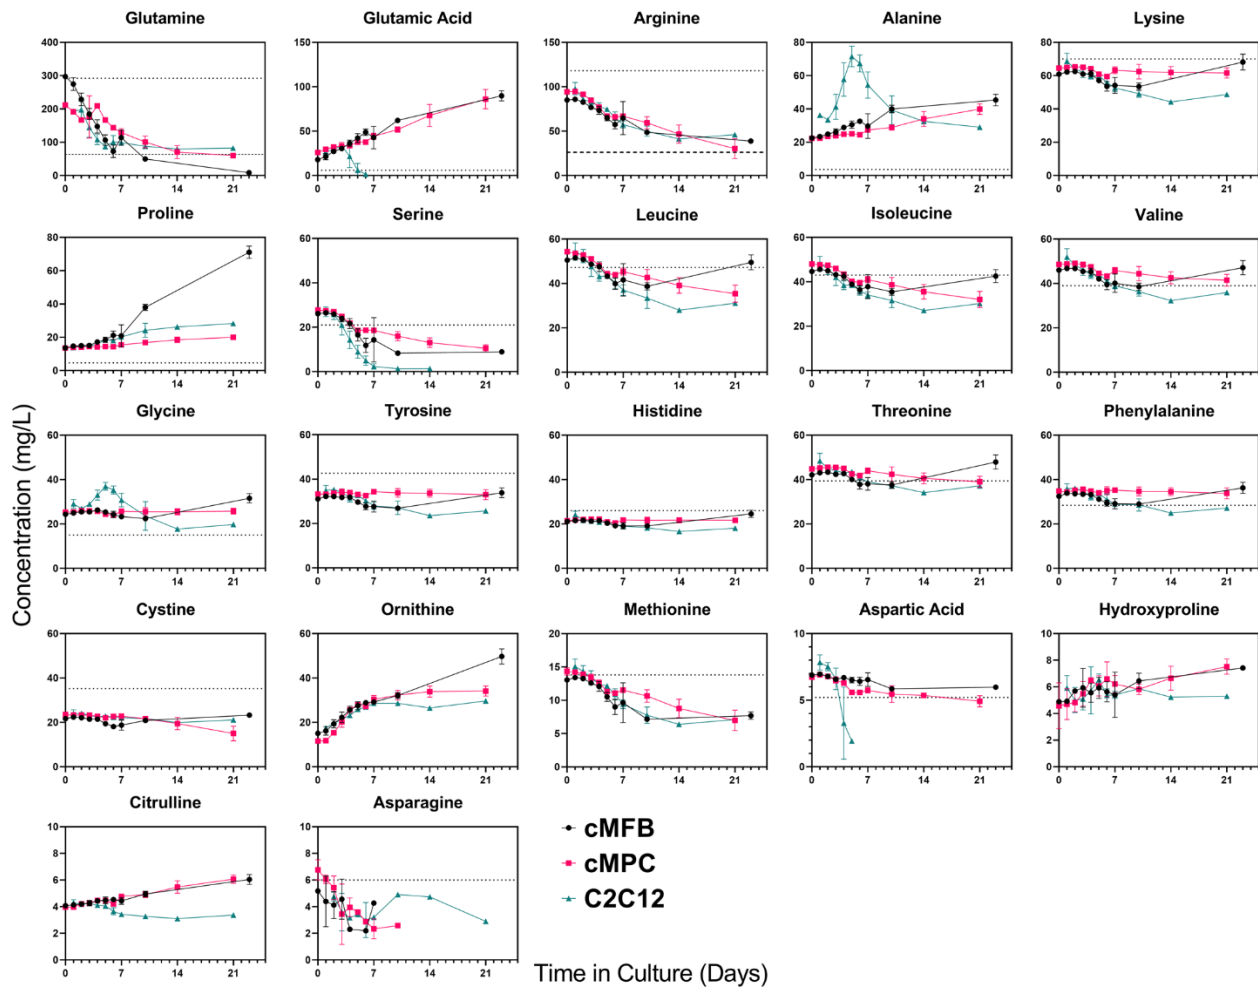 Glutamine Glutamic Acid Arginine Alanine Lysine
400 300 200 100 0 0 7 14 21
150 100 50 0 0 7 14 21
150 100 50 0 0 7 14 21
80 60 40 20 0 0 7 14 21
80 60 40 20 0 0 7 14 21
Proline Serine Leucine Isoleucine Valine
80 60 40 20 0 0 7 14 21
60 40 20 0 0 7 14 21
60 40 20 0 0 7 14 21
60 40 20 0 7 14 21
60 40 20 0 0 7 14 21
Glycine Tyrosine Histidine Threonine Phenylalanine
60 40 20 0 0 7 14 21
60 40 20 0 0 7 14 21
60 40 20 0 0 7 14 21
60 40 20 0 7 14 21
60 40 20 0 0 7 14 21
Cystine Ornithine Methionine Aspartic Acid Hydroxyproline
60 40 20 0 0 7 14 21
60 40 20 0 0 7 14 21
20 15 10 5 0 0 7 14 21
10 5 0 0 7 14 21
10 8 6 4 2 0 0 7 14 21
Citrulline Asparagine
10 8 6 4 2 0 0 7 14 21
8 6 4 2 0 0 7 14 21
cMFB
cMPC
C2C12
Concentration (mg/L)
Time in Culture (Days)